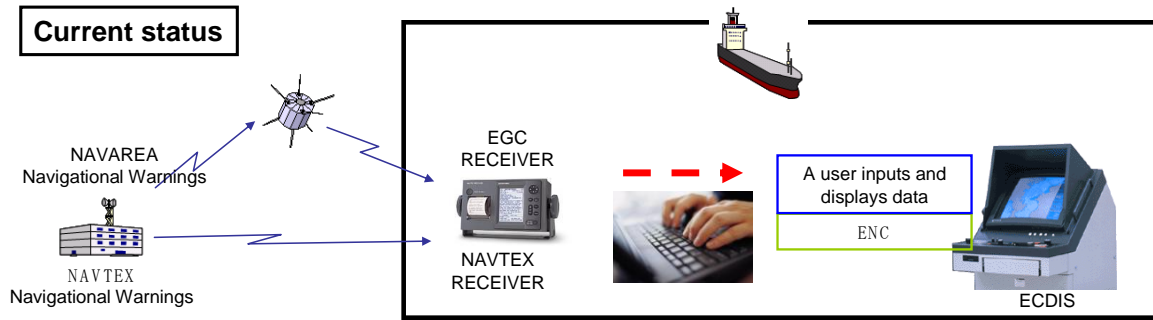 Current status
NAVAREA
Navigational Warnings
NAVTEX
Navigational Warnings
EGC
RECEIVER
NAVTEX
RECEIVER
A user inputs and
displays data
ENC
ECDIS